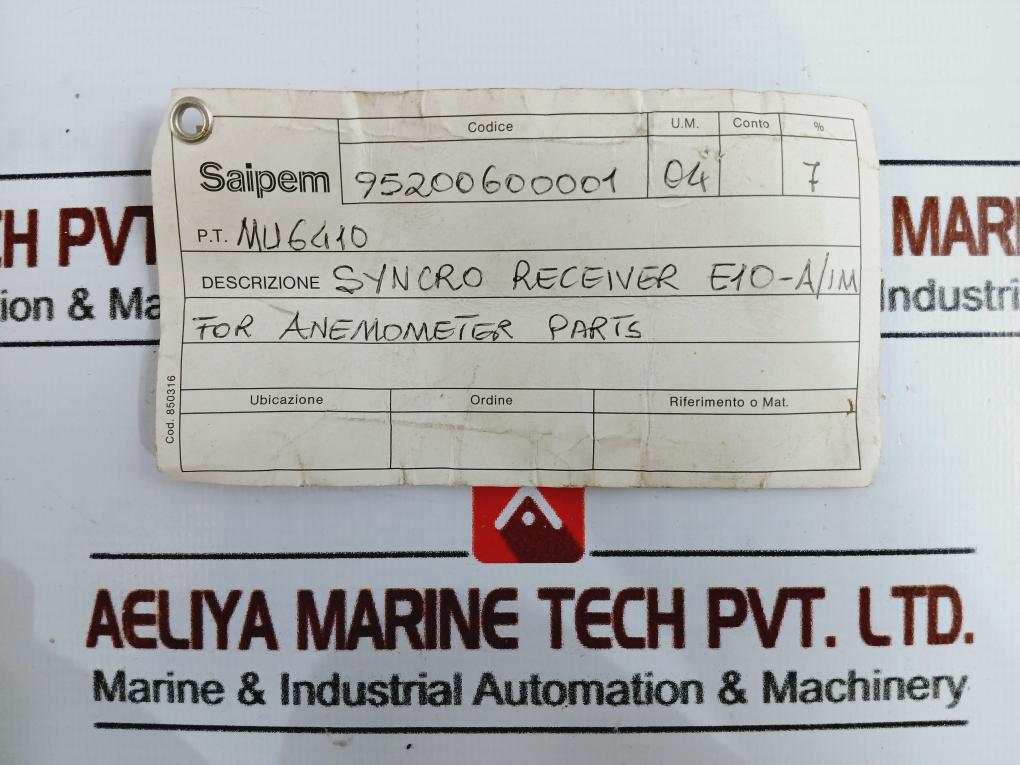 Codice U.M. Conto %
Saipem 95200600001 04 7
P.T. MU6410
DESCRIZIONE SYNCRO RECEIVER E10-A/IM
FOR ANEMOMETER PARTS
Ubicazione Ordine Riferimento o Mat.
Cod. 850316
H PVT
MARI
ion & Ma
Industri
AELIYA MARINE TECH PVT. LTD.
Marine & Industrial Automation & Machinery